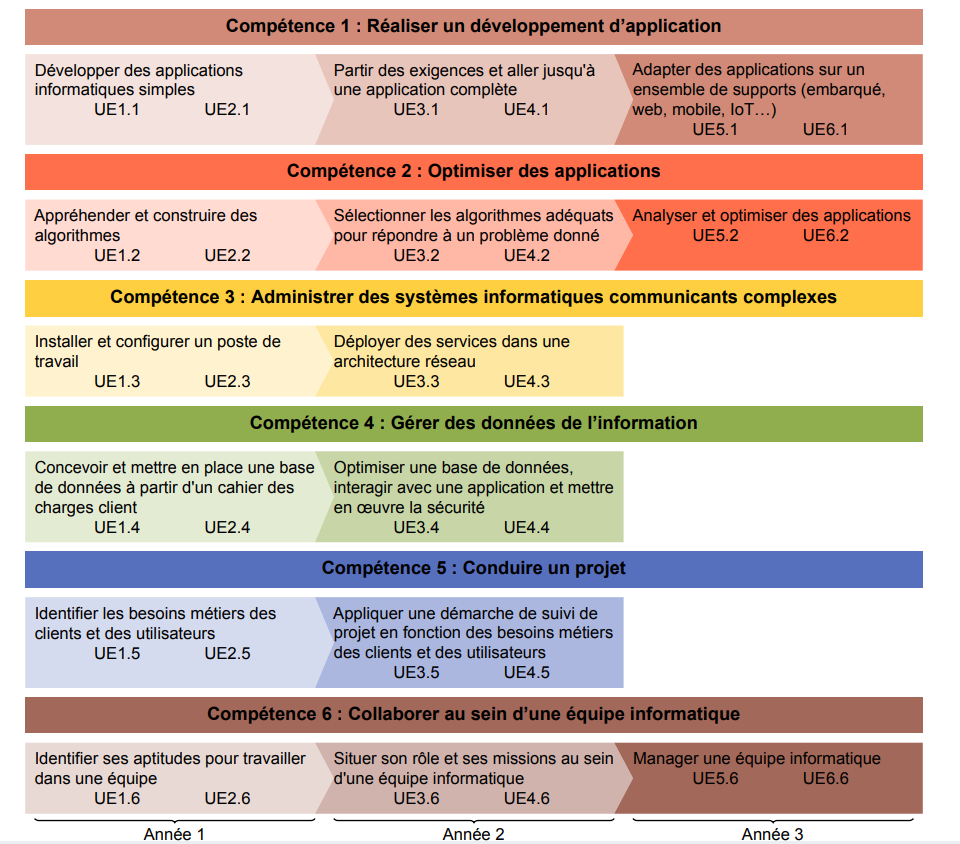 Compétence 1 : Réaliser un développement d’application
Développer des applications
informatiques simples
UE1.1 UE2.1
Partir des exigences et aller jusqu'à
une application complète
UE3.1 UE4.1
Adapter des applications sur un
ensemble de supports (embarqué,
web, mobile, IoT…)
UE5.1 UE6.1
Compétence 2 : Optimiser des applications
Appréhender et construire des
algorithmes
UE1.2 UE2.2
Sélectionner les algorithmes adéquats
pour répondre à un problème donné
UE3.2 UE4.2
Analyser et optimiser des applications
UE5.2 UE6.2
Compétence 3 : Administrer des systèmes informatiques communicants complexes
Installer et configurer un poste de
travail
UE1.3 UE2.3
Déployer des services dans une
architecture réseau
UE3.3 UE4.3
Compétence 4 : Gérer des données de l’information
Concevoir et mettre en place une base
de données à partir d'un cahier des
charges client
UE1.4 UE2.4
Optimiser une base de données,
interagir avec une application et mettre
en œuvre la sécurité
UE3.4 UE4.4
Compétence 5 : Conduire un projet
Identifier les besoins métiers des
clients et des utilisateurs
UE1.5 UE2.5
Appliquer une démarche de suivi de
projet en fonction des besoins métiers
des clients et des utilisateurs
UE3.5 UE4.5
Compétence 6 : Collaborer au sein d’une équipe informatique
Identifier ses aptitudes pour travailler
dans une équipe
UE1.6 UE2.6
Situer son rôle et ses missions au sein
d'une équipe informatique
UE3.6 UE4.6
Manager une équipe informatique
UE5.6 UE6.6
Année 1 Année 2 Année 3